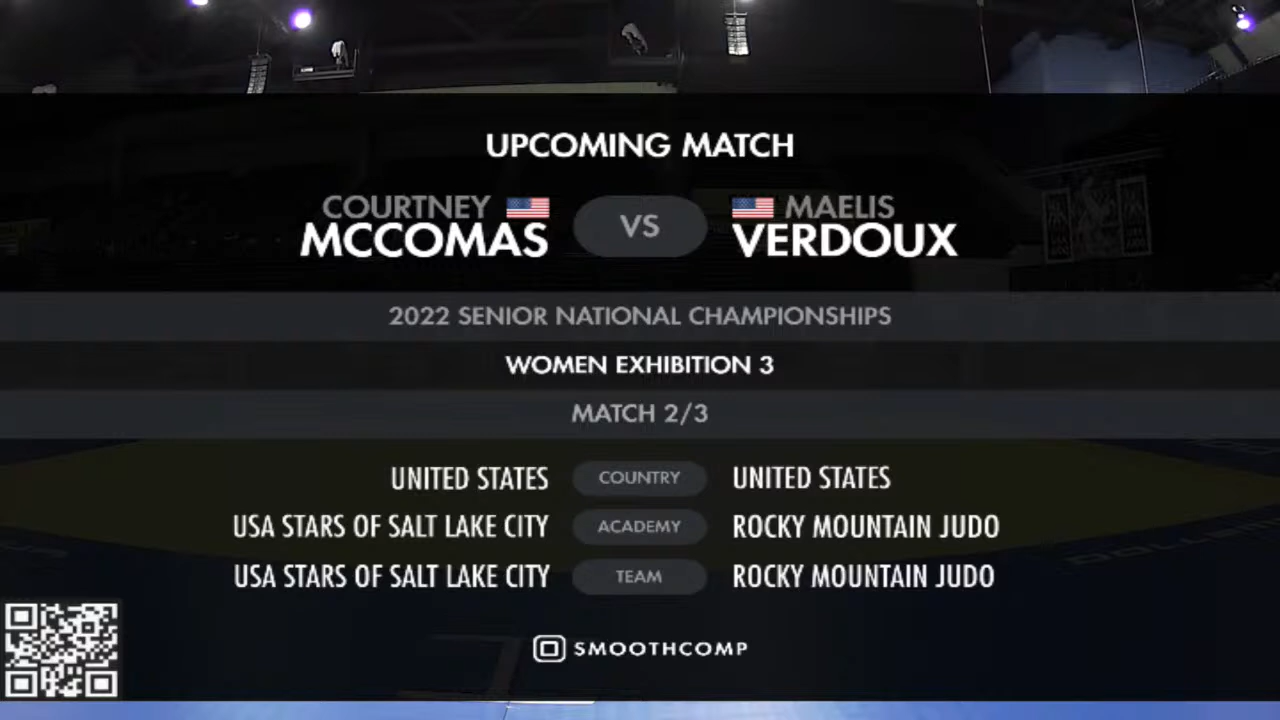 UPCOMING MATCH
COURTNEY MCCOMAS VS MAELIS VERDOUX
2022 SENIOR NATIONAL CHAMPIONSHIPS
WOMEN EXHIBITION 3
MATCH 2/3
UNITED STATES COUNTRY UNITED STATES
USA STARS OF SALT LAKE CITY ACADEMY ROCKY MOUNTAIN JUDO
USA STARS OF SALT LAKE CITY TEAM ROCKY MOUNTAIN JUDO
SMOOTHCOMP